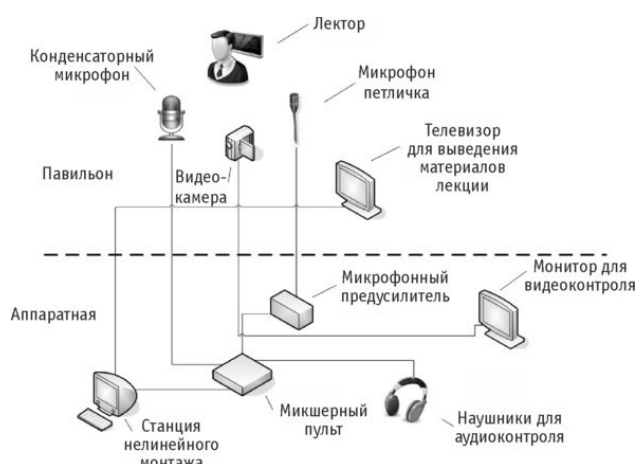 Лектор
Конденсаторный
микрофон
Микрофон
петличка
Телевизор
для выведения
материалов
лекции
Павильон
Видео-
камера
Монитор для
видеоконтроля
Микрофонный
предусилитель
Аппаратная
Станция
нелинейного
монтажа
Микшерный
пульт
Наушники для
аудиоконтроля